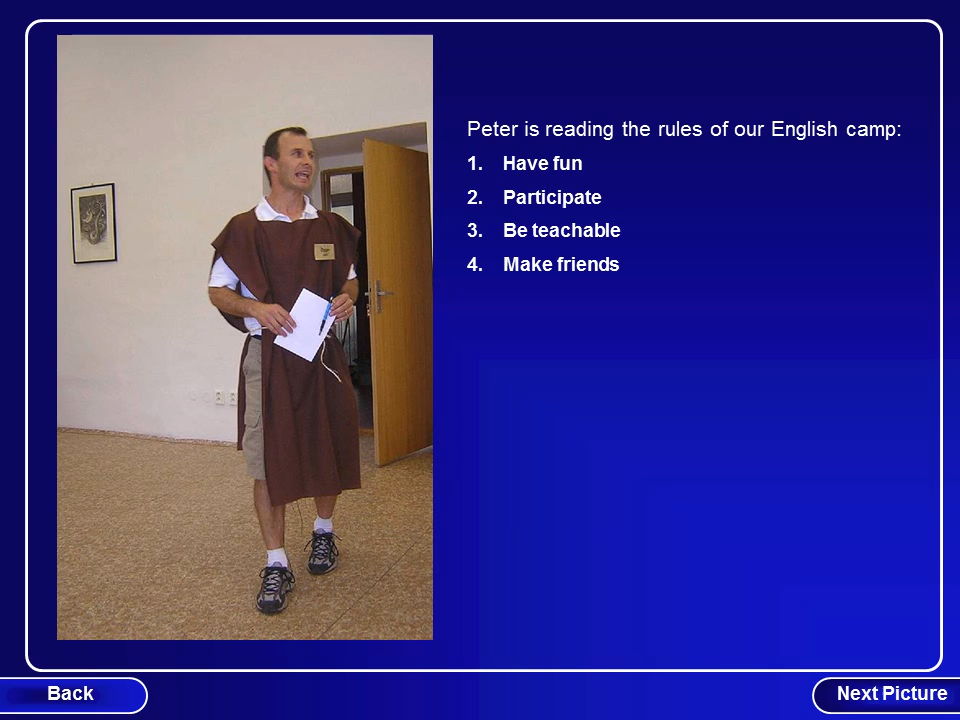 Peter is reading the rules of our English camp:
1. Have fun
2. Participate
3. Be teachable
4. Make friends
Back
Next Picture